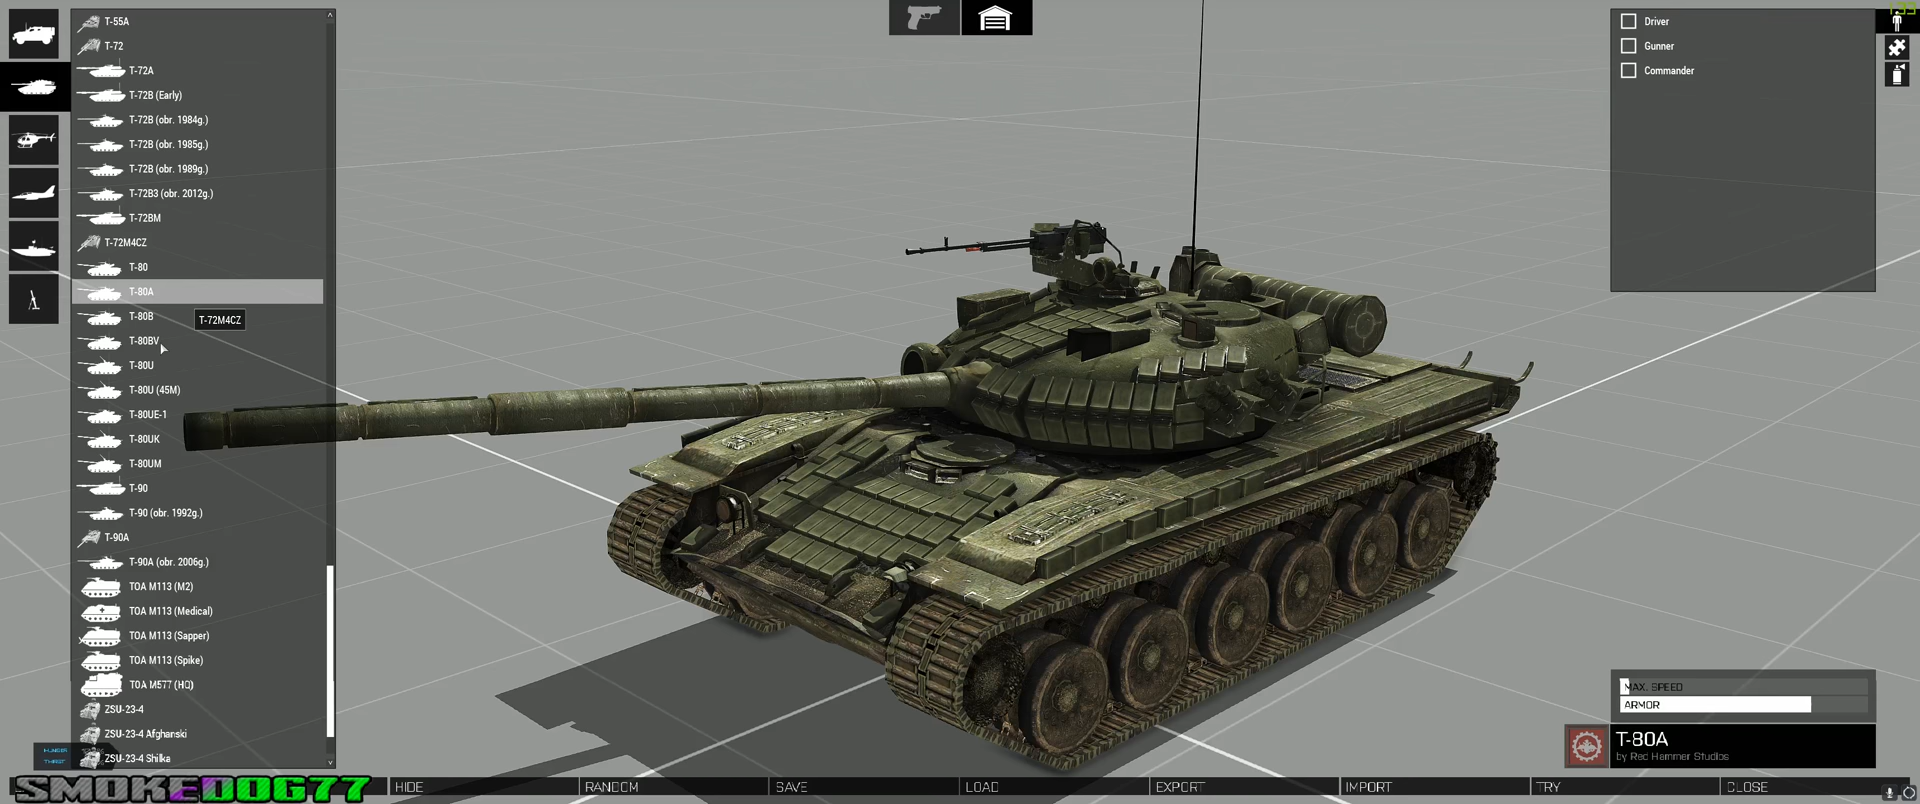 T-55A
T-72
T-72A
T-72B (Early)
T-72B (obr. 1984g.)
T-72B (obr. 1985g.)
T-72B (obr. 1989g.)
T-72B3 (obr. 2012g.)
T-72BM
T-72M4CZ
T-80
T-80A
T-80B
T-72M4CZ
T-80BV
T-80U
T-80U (45M)
T-80UE-1
T-80UK
T-80UM
T-90
T-90 (obr. 1992g.)
T-90A
T-90A (obr. 2006g.)
TOA M113 (M2)
TOA M113 (Medical)
TOA M113 (Sapper)
TOA M113 (Spike)
TOA M577 (HQ)
ZSU-23-4
ZSU-23-4 Afghanski
ZSU-23-4 Shilka
HUNGER
THIRST
Driver
Gunner
Commander
MAX. SPEED
ARMOR
T-80A
by Red Hammer Studios
SMOKEDOG77
HIDE
RANDOM
SAVE
LOAD
EXPORT
IMPORT
TRY
CLOSE